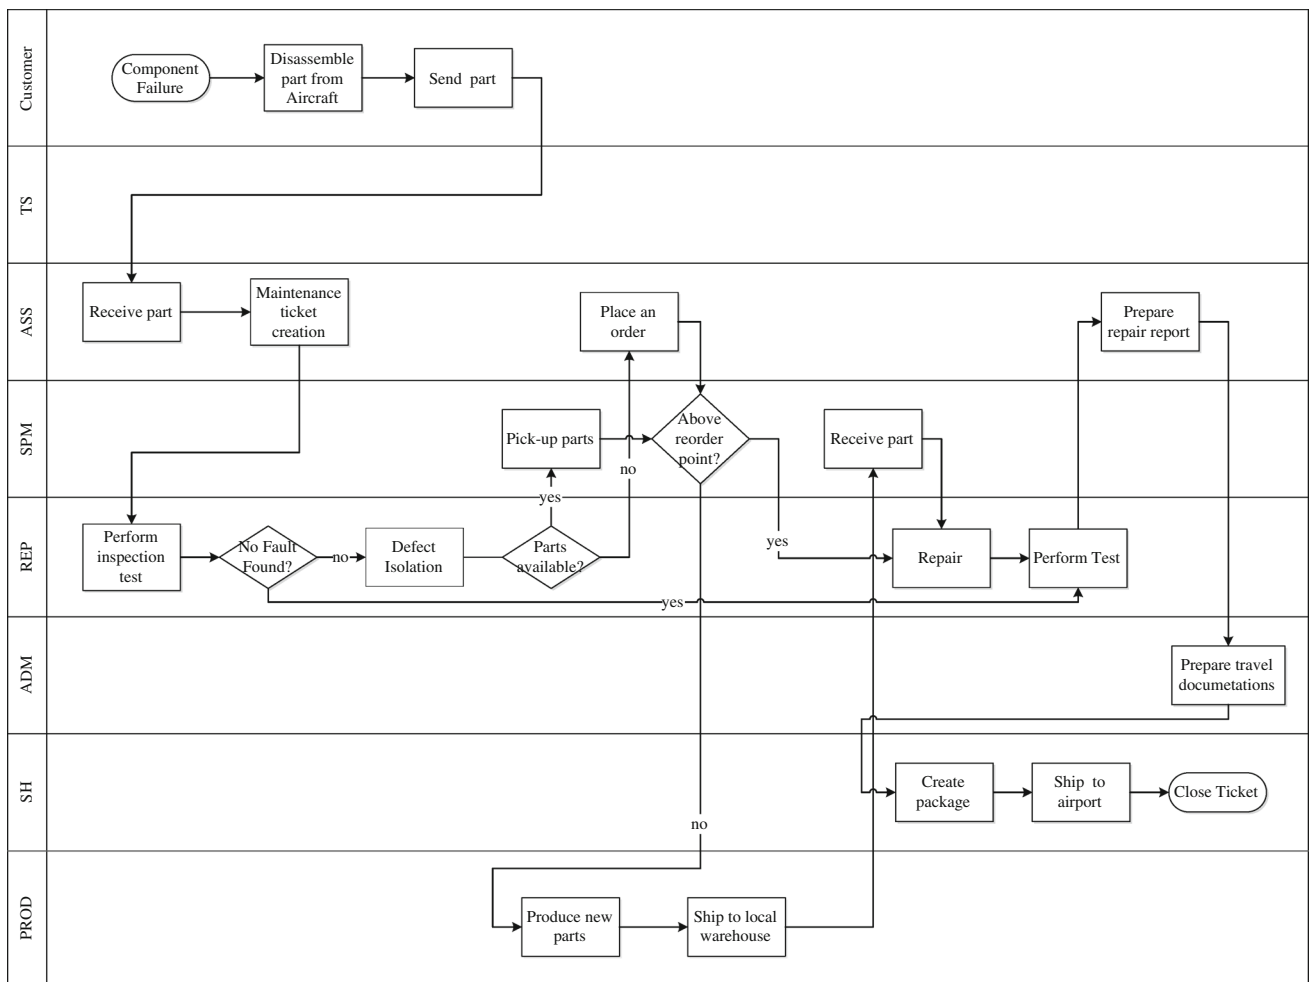 Customer
Component
Failure
Disassemble
part from
Aircraft
Send part
TS
ASS
Receive part
Maintenance
ticket
creation
Place an
order
Prepare
repair report
SPM
Pick-up parts
no
Above
reorder
point?
Receive part
yes
REP
Perform
inspection
test
No Fault
Found?
no
Defect
Isolation
Parts
available?
yes
Repair
Perform Test
yes
ADM
Prepare travel
documetations
SH
Create
package
Ship to
airport
Close Ticket
no
PROD
Produce new
parts
Ship to local
warehouse